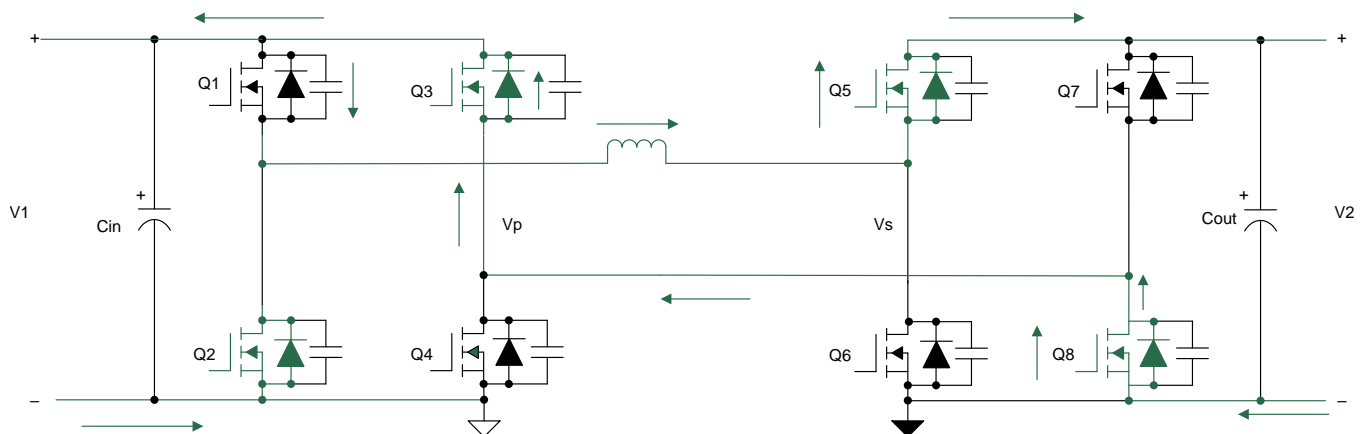 +
+
Q1
Q3
Q5
Q7
+
+
V1
Cin
Vp
Vs
Cout
V2
Q2
Q4
Q6
Q8
–
–